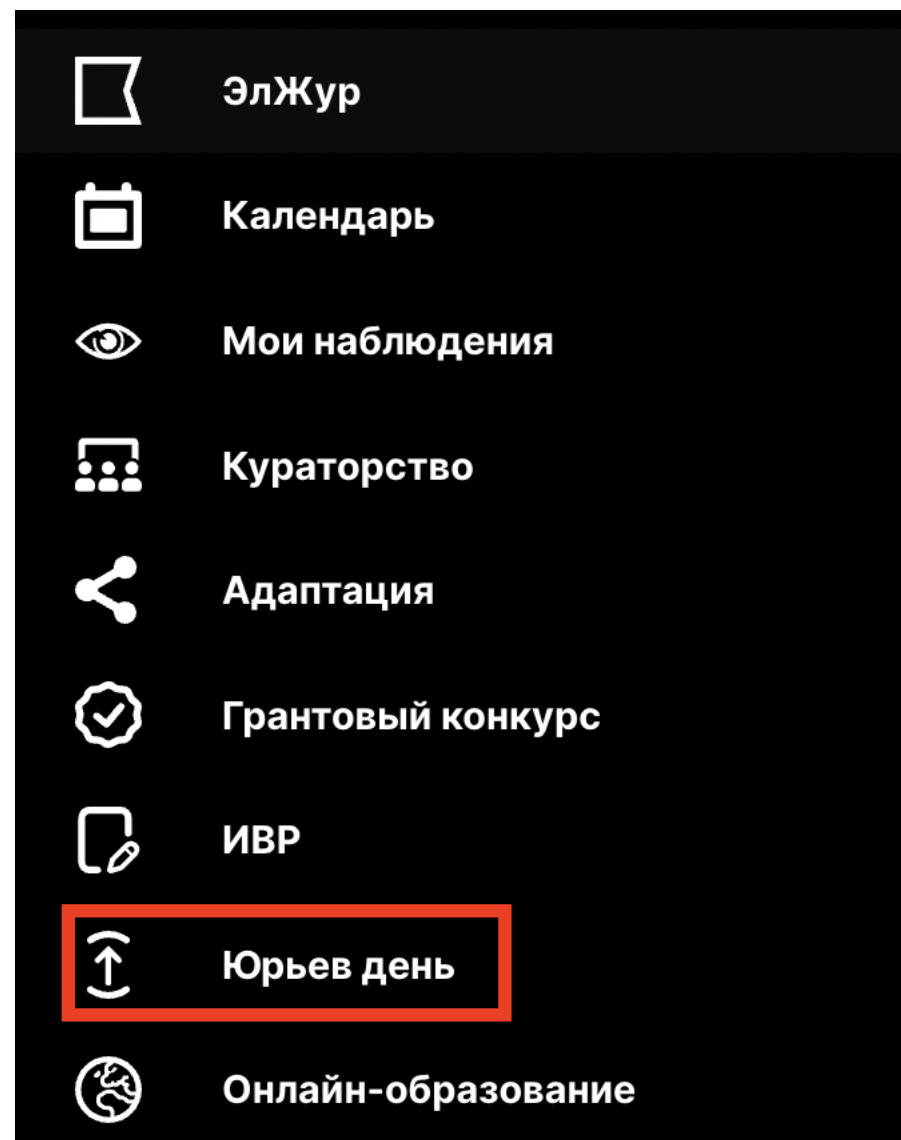 ЭлЖур
Календарь
Мои наблюдения
Кураторство
Адаптация
Грантовый конкурс
ИВР
Юрьев день
Онлайн-образование